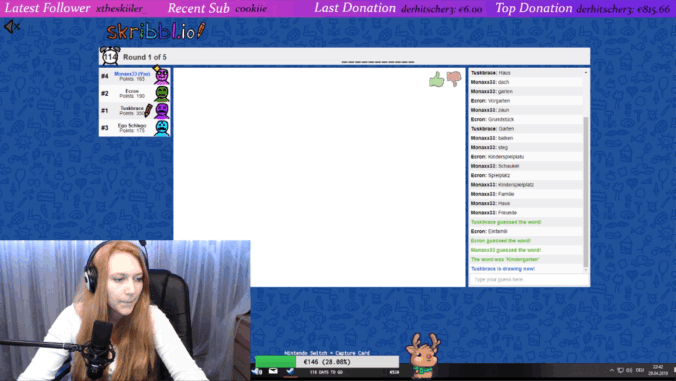 Latest Follower xtheskiiler_ Recent Sub cookiie Last Donation derhitscher3: €6.00 Top Donation derhitscher3: €815.66
skribbl.io!
114 Round 1 of 5
#4 Monaxx33 (You)
Points: 165
#2 Ecron
Points: 190
#1 Tuskbrace
#3 Ego Schlego
Points: 175
Tuskbrace: Haus
Monaxx33: dach
Monaxx33: garten
Ecron: Vorgarten
Monaxx33: zaun
Ecron: Grundstück
Tuskbrace: Garten
Monaxx33: steg
Ecron: Kinderspielplatz
Monaxx33: Schaukel
Ecron: Spielplatz
Monaxx33: Kinderspielplatz
Monaxx33: Familie
Monaxx33: Haus
Monaxx33: Freunde
Tuskbrace guessed the word!
Ecron: Einfamili
Ecron guessed the word!
Monaxx33 guessed the word!
The word was 'Kindergarten'
Tuskbrace is drawing now!
Type your guess here...
Nintendo Switch + Capture Card
€146 (28.08%)
116 DAYS TO GO
DEU
23:42